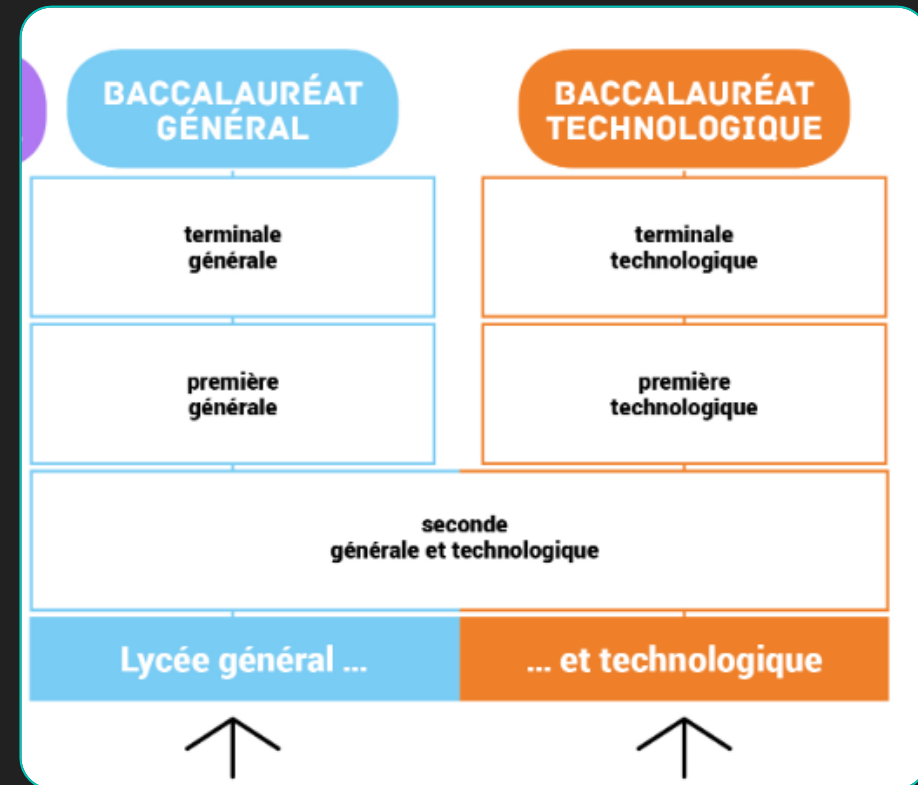 BACCALAURÉAT
GÉNÉRAL
BACCALAURÉAT
TECHNOLOGIQUE
terminale
générale
terminale
technologique
première
générale
première
technologique
seconde
générale et technologique
Lycée général ...
... et technologique